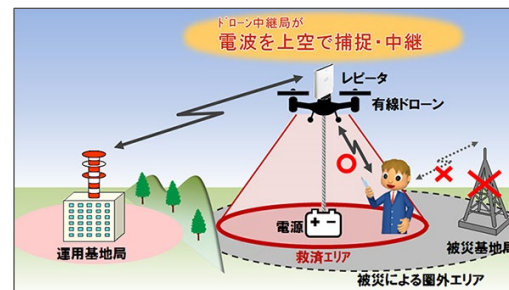 ドローン中継局が
電波を上空で捕捉・中継
レピータ
有線ドローン
電源
救済エリア
運用基地局
被災基地局
被災による圏外エリア